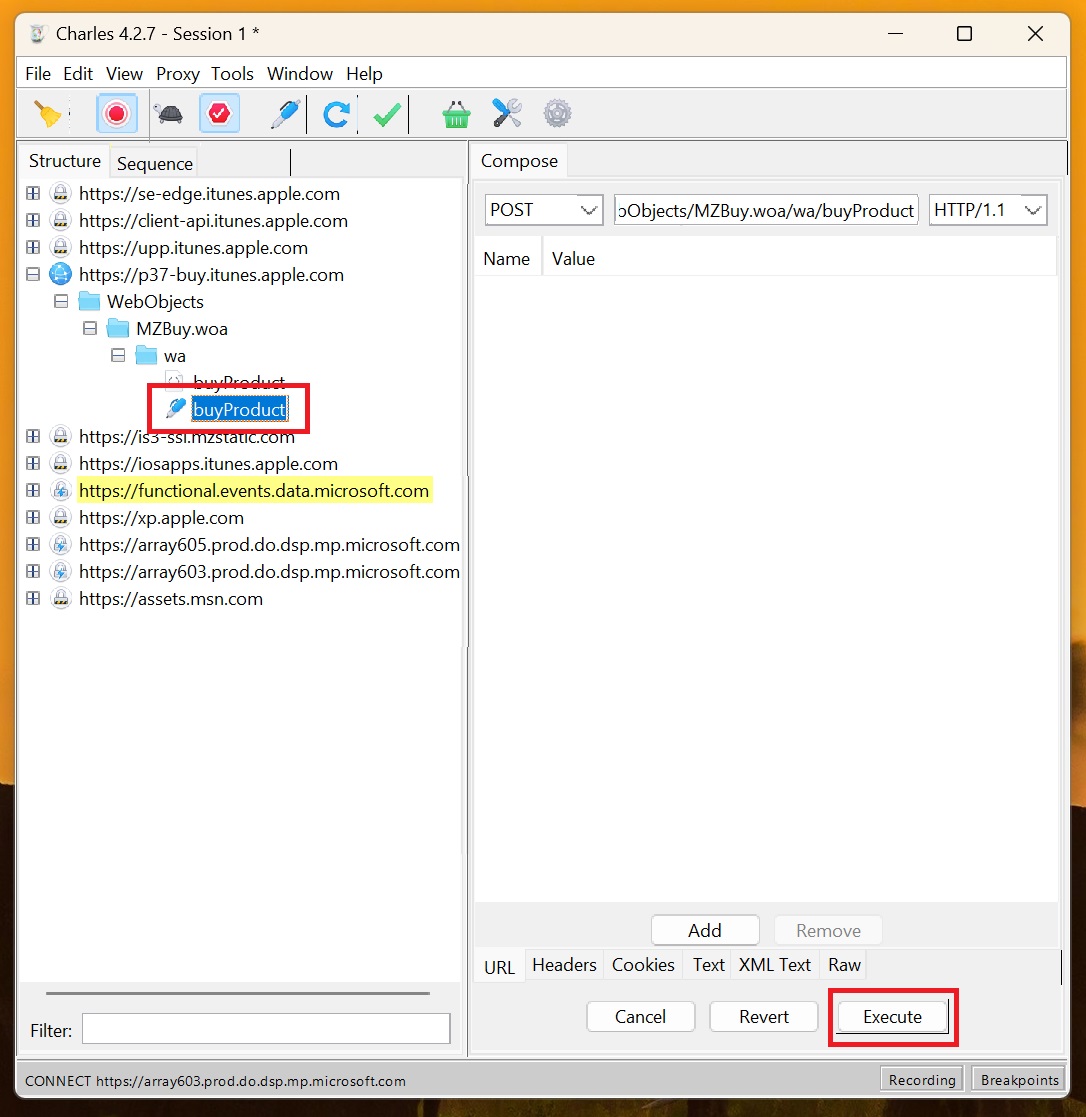 Charles 4.2.7 - Session 1 *
File Edit View Proxy Tools Window Help
Structure Sequence
https://se-edge.itunes.apple.com
https://client-api.itunes.apple.com
https://upp.itunes.apple.com
https://p37-buy.itunes.apple.com
WebObjects
MZBuy.woa
wa
buyProduct
buyProduct
https://is3-ssl.mzstatic.com
https://iosapps.itunes.apple.com
https://functional.events.data.microsoft.com
https://xp.apple.com
https://array605.prod.do.dsp.mp.microsoft.com
https://array603.prod.do.dsp.mp.microsoft.com
https://assets.msn.com
Filter:
Compose
POST bObjects/MZBuy.woa/wa/buyProduct HTTP/1.1
Name Value
Add Remove
URL Headers Cookies Text XML Text Raw
Cancel Revert Execute
CONNECT https://array603.prod.do.dsp.mp.microsoft.com
Recording Breakpoints